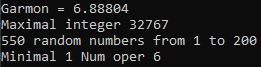 Garmon = 6.88804
Maximal integer 32767
550 random numbers from 1 to 200
Minimal 1 Num oper 6